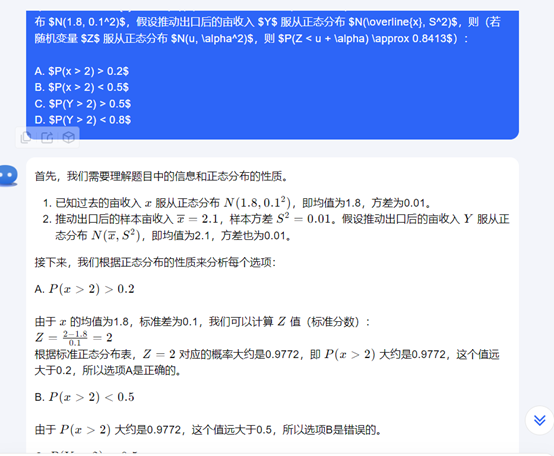 布 $N(1.8, 0.1^2)$，假设推动出口后的亩收入 $Y$ 服从正态分布 $N(\overline{x}, S^2)$，则（若
随机变量 $Z$ 服从正态分布 $N(u, \alpha^2)$，则 $P(Z < u + \alpha) \approx 0.8413$）:
A. $P(x > 2) > 0.2$
B. $P(x > 2) < 0.5$
C. $P(Y > 2) > 0.5$
D. $P(Y > 2) < 0.8$
首先，我们需要理解题目中的信息和正态分布的性质。
1. 已知过去的亩收入 x 服从正态分布 N(1.8, 0.1²)，即均值为1.8，方差为0.01。
2. 推动出口后的样本亩收入 x̅ = 2.1，样本方差 S² = 0.01。假设推动出口后的亩收入 Y 服从正
态分布 N(x̅, S²)，即均值为2.1，方差也为0.01。
接下来，我们根据正态分布的性质来分析每个选项：
A. P(x > 2) > 0.2
由于 x 的均值为1.8，标准差为0.1，我们可以计算 Z 值（标准分数）：
Z = (2−1.8)/0.1 = 2
根据标准正态分布表，Z = 2 对应的概率大约是0.9772，即 P(x > 2) 大约是0.9772，这个值远
大于0.2，所以选项A是正确的。
B. P(x > 2) < 0.5
由于 P(x > 2) 大约是0.9772，这个值远大于0.5，所以选项B是错误的。